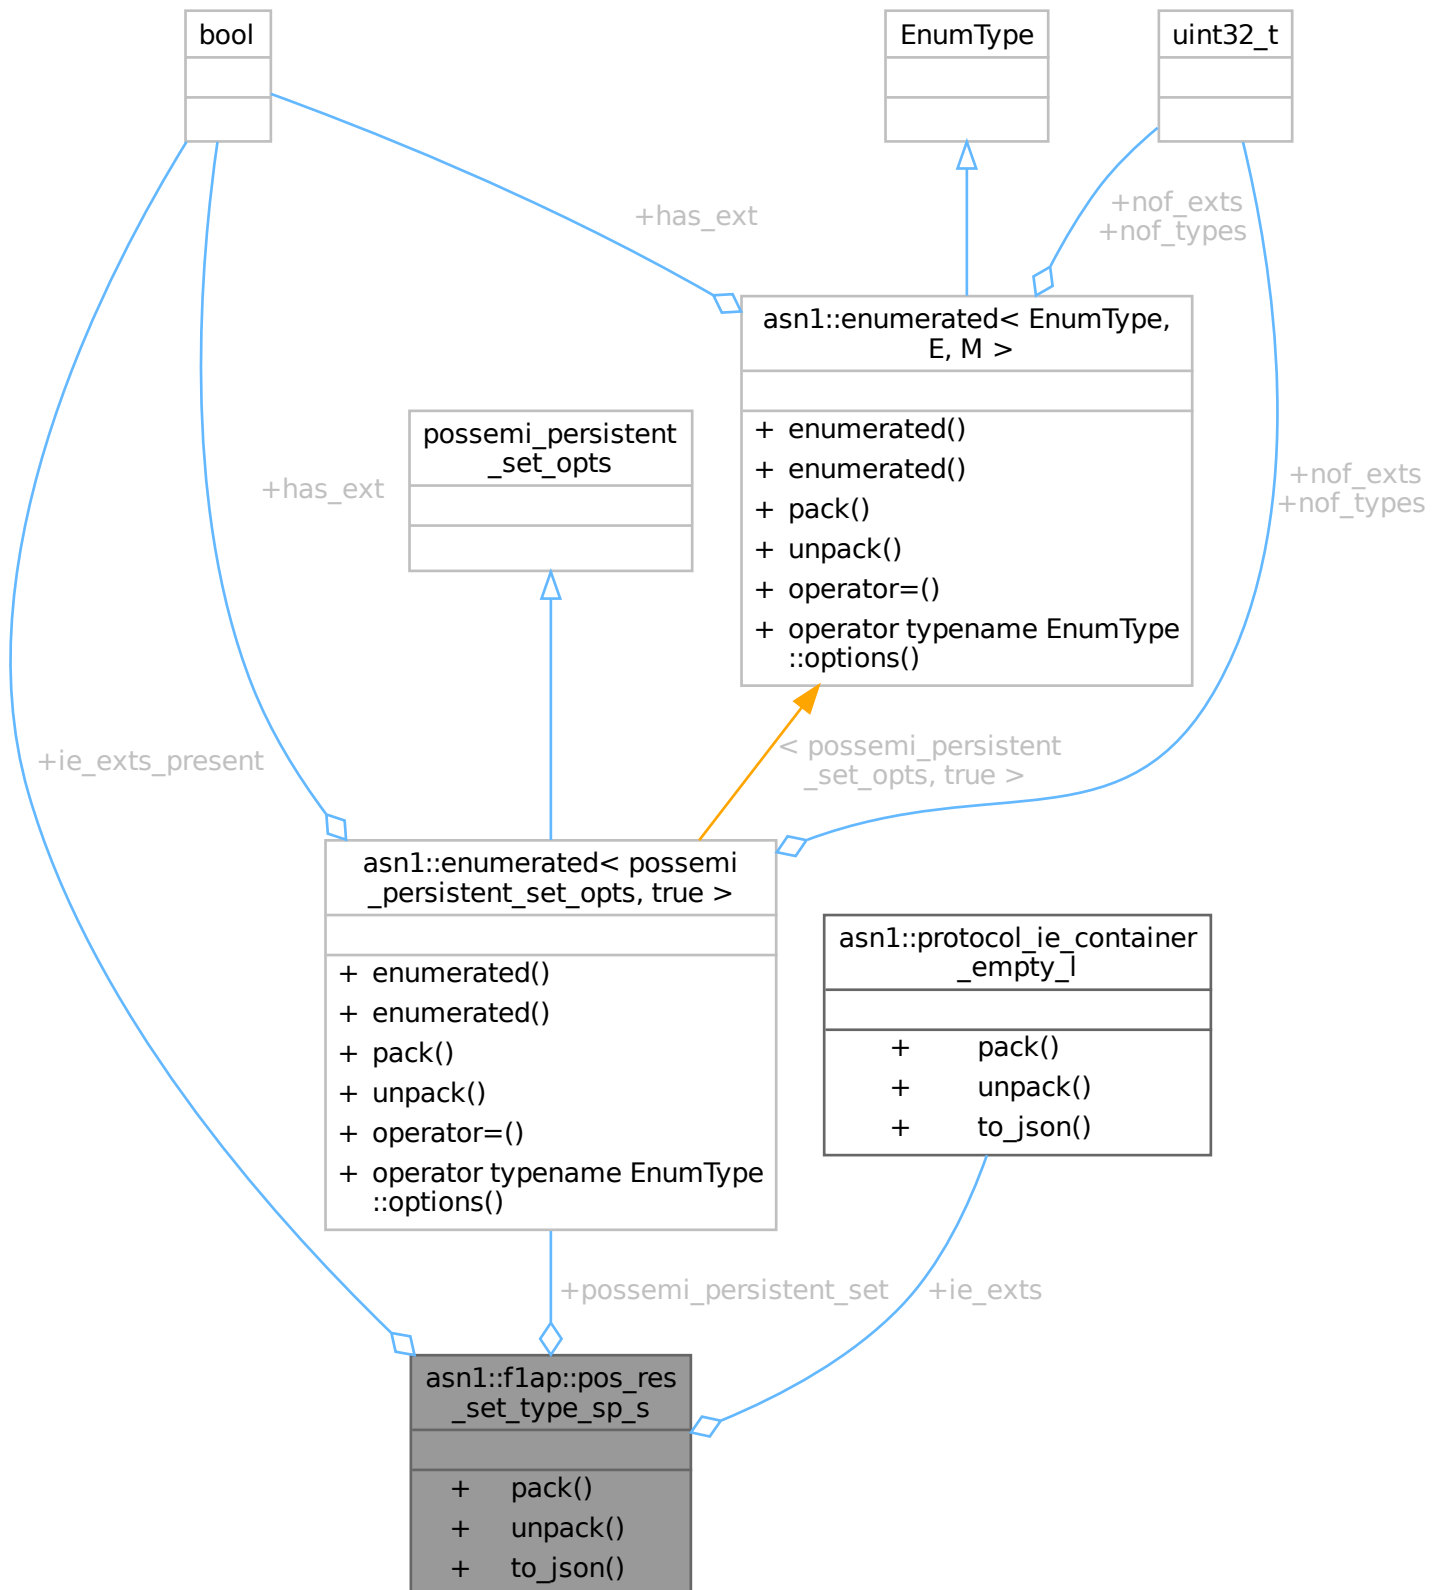 bool
EnumType
uint32_t
+has_ext
+nof_exts
+nof_types
asn1::enumerated< EnumType,
E, M >
+ enumerated()
+ enumerated()
+ pack()
+ unpack()
+ operator=()
+ operator typename EnumType
::options()
possemi_persistent
_set_opts
+has_ext
+nof_exts
+nof_types
+ie_exts_present
< possemi_persistent
_set_opts, true >
asn1::enumerated< possemi
_persistent_set_opts, true >
+ enumerated()
+ enumerated()
+ pack()
+ unpack()
+ operator=()
+ operator typename EnumType
::options()
asn1::protocol_ie_container
_empty_l
+ pack()
+ unpack()
+ to_json()
+possemi_persistent_set
+ie_exts
asn1::f1ap::pos_res
_set_type_sp_s
+ pack()
+ unpack()
+ to_json()